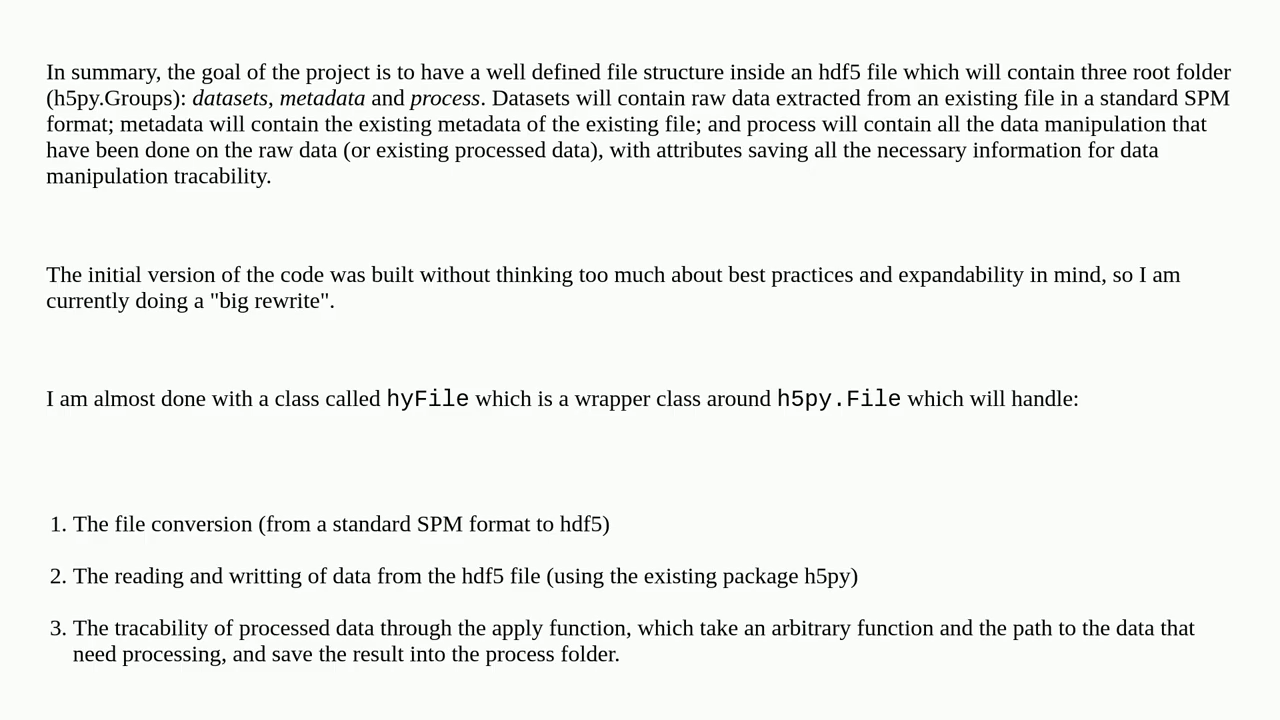 In summary, the goal of the project is to have a well defined file structure inside an hdf5 file which will contain three root folder
(h5py.Groups): datasets, metadata and process. Datasets will contain raw data extracted from an existing file in a standard SPM
format; metadata will contain the existing metadata of the existing file; and process will contain all the data manipulation that
have been done on the raw data (or existing processed data), with attributes saving all the necessary information for data
manipulation tracability.
The initial version of the code was built without thinking too much about best practices and expandability in mind, so I am
currently doing a "big rewrite".
I am almost done with a class called hyFile which is a wrapper class around h5py.File which will handle:
1. The file conversion (from a standard SPM format to hdf5)
2. The reading and writting of data from the hdf5 file (using the existing package h5py)
3. The tracability of processed data through the apply function, which take an arbitrary function and the path to the data that
need processing, and save the result into the process folder.